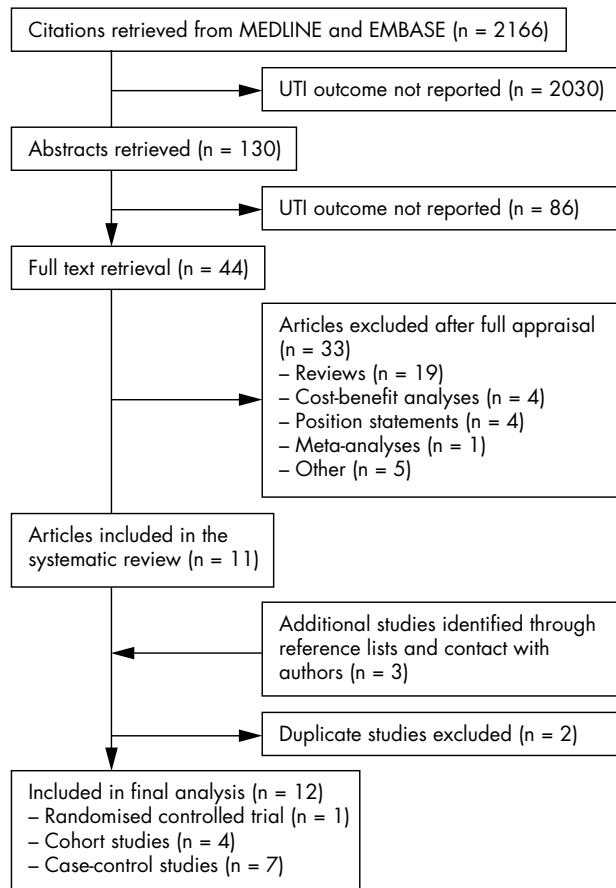 Citations retrieved from MEDLINE and EMBASE (n = 2166)
UTI outcome not reported (n = 2030)
Abstracts retrieved (n = 130)
UTI outcome not reported (n = 86)
Full text retrieval (n = 44)
Articles excluded after full appraisal
(n = 33)
– Reviews (n = 19)
– Cost-benefit analyses (n = 4)
– Position statements (n = 4)
– Meta-analyses (n = 1)
– Other (n = 5)
Articles included in the
systematic review (n = 11)
Additional studies identified through
reference lists and contact with
authors (n = 3)
Duplicate studies excluded (n = 2)
Included in final analysis (n = 12)
– Randomised controlled trial (n = 1)
– Cohort studies (n = 4)
– Case-control studies (n = 7)